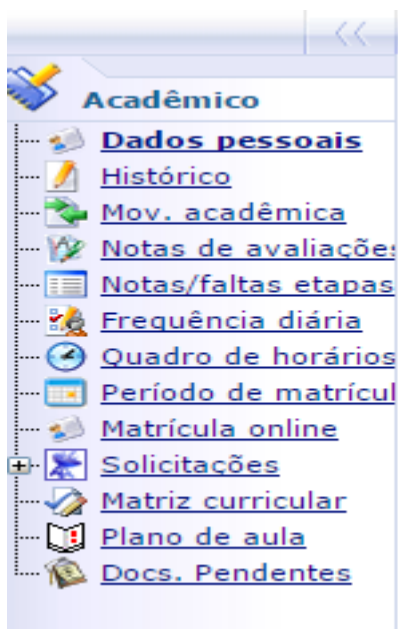 <<
Acadêmico
Dados pessoais
Histórico
Mov. acadêmica
Notas de avaliações
Notas/faltas etapas
Frequência diária
Quadro de horários
Período de matrícul
Matrícula online
Solicitações
Matriz curricular
Plano de aula
Docs. Pendentes